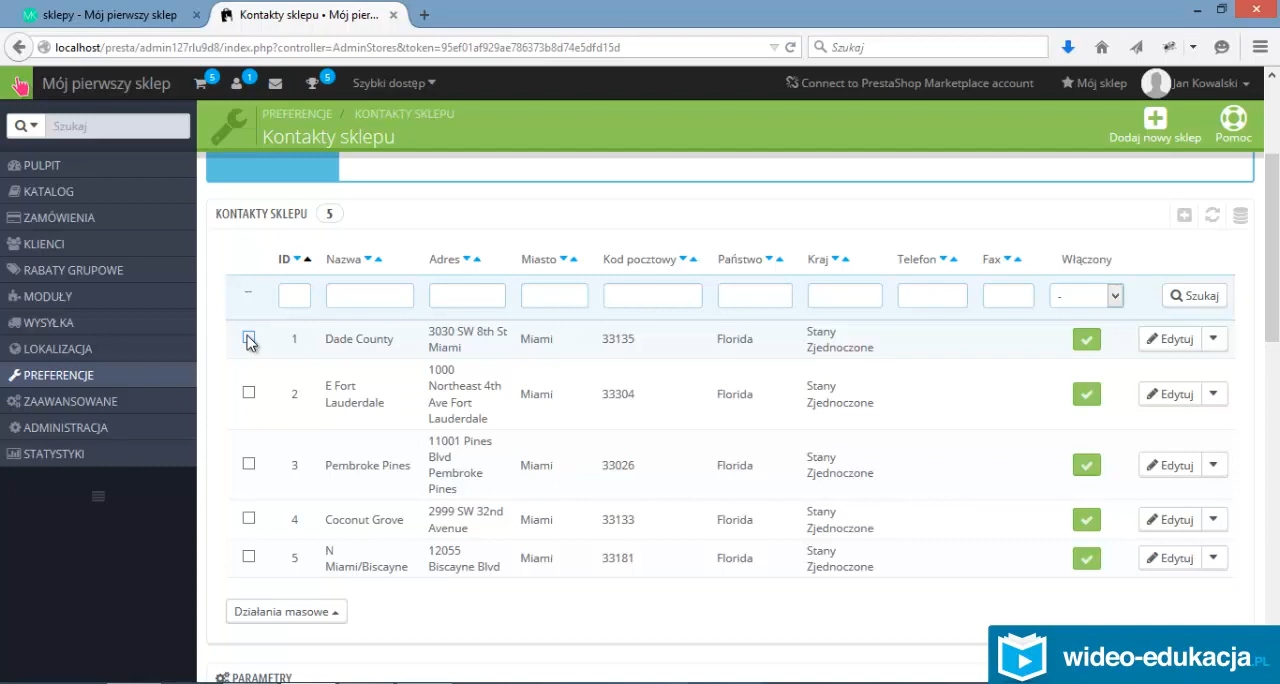 sklepy - Mój pierwszy sklep
Kontakty sklepu • Mój pier...
localhost/presta/admin127rlu9d8/index.php?controller=AdminStores&token=95ef01af929ae786373b8d74e5dfd15d
Szukaj
Mój pierwszy sklep 5 1 5 Szybki dostęp
Connect to PrestaShop Marketplace account Mój sklep Jan Kowalski
Szukaj
PULPIT
KATALOG
ZAMÓWIENIA
KLIENCI
RABATY GRUPOWE
MODUŁY
WYSYŁKA
LOKALIZACJA
PREFERENCJE
ZAAWANSOWANE
ADMINISTRACJA
STATYSTYKI
PREFERENCJE / KONTAKTY SKLEPU
Kontakty sklepu
Dodaj nowy sklep
Pomoc
KONTAKTY SKLEPU 5
ID Nazwa Adres Miasto Kod pocztowy Państwo Kraj Telefon Fax Włączony
-- - Szukaj
1 Dade County 3030 SW 8th St Miami 33135 Florida Stany Edytuj
Miami Zjednoczone
1000
2 E Fort Northeast 4th Miami 33304 Florida Stany Edytuj
Lauderdale Ave Fort Zjednoczone
Lauderdale
11001 Pines
3 Pembroke Pines Blvd Miami 33026 Florida Stany Edytuj
Pembroke Zjednoczone
Pines
4 Coconut Grove 2999 SW 32nd Miami 33133 Florida Stany Edytuj
Avenue Zjednoczone
5 N 12055 Miami 33181 Florida Stany Edytuj
Miami/Biscayne Biscayne Blvd Zjednoczone
Działania masowe
PARAMETRY
wideo-edukacja.PL